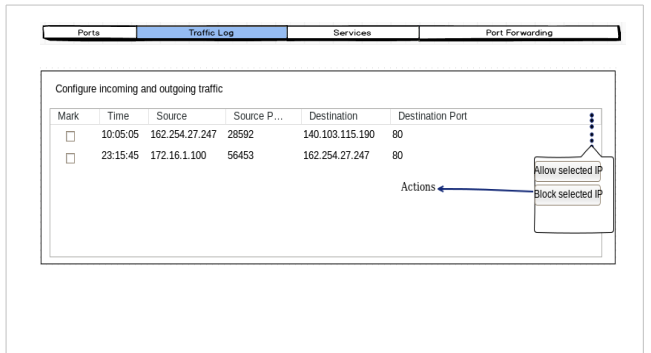 Ports Traffic Log Services Port Forwarding
Configure incoming and outgoing traffic
Mark Time Source Source P... Destination Destination Port
10:05:05 162.254.27.247 28592 140.103.115.190 80
23:15:45 172.16.1.100 56453 162.254.27.247 80
Allow selected IP
Actions
Block selected IP